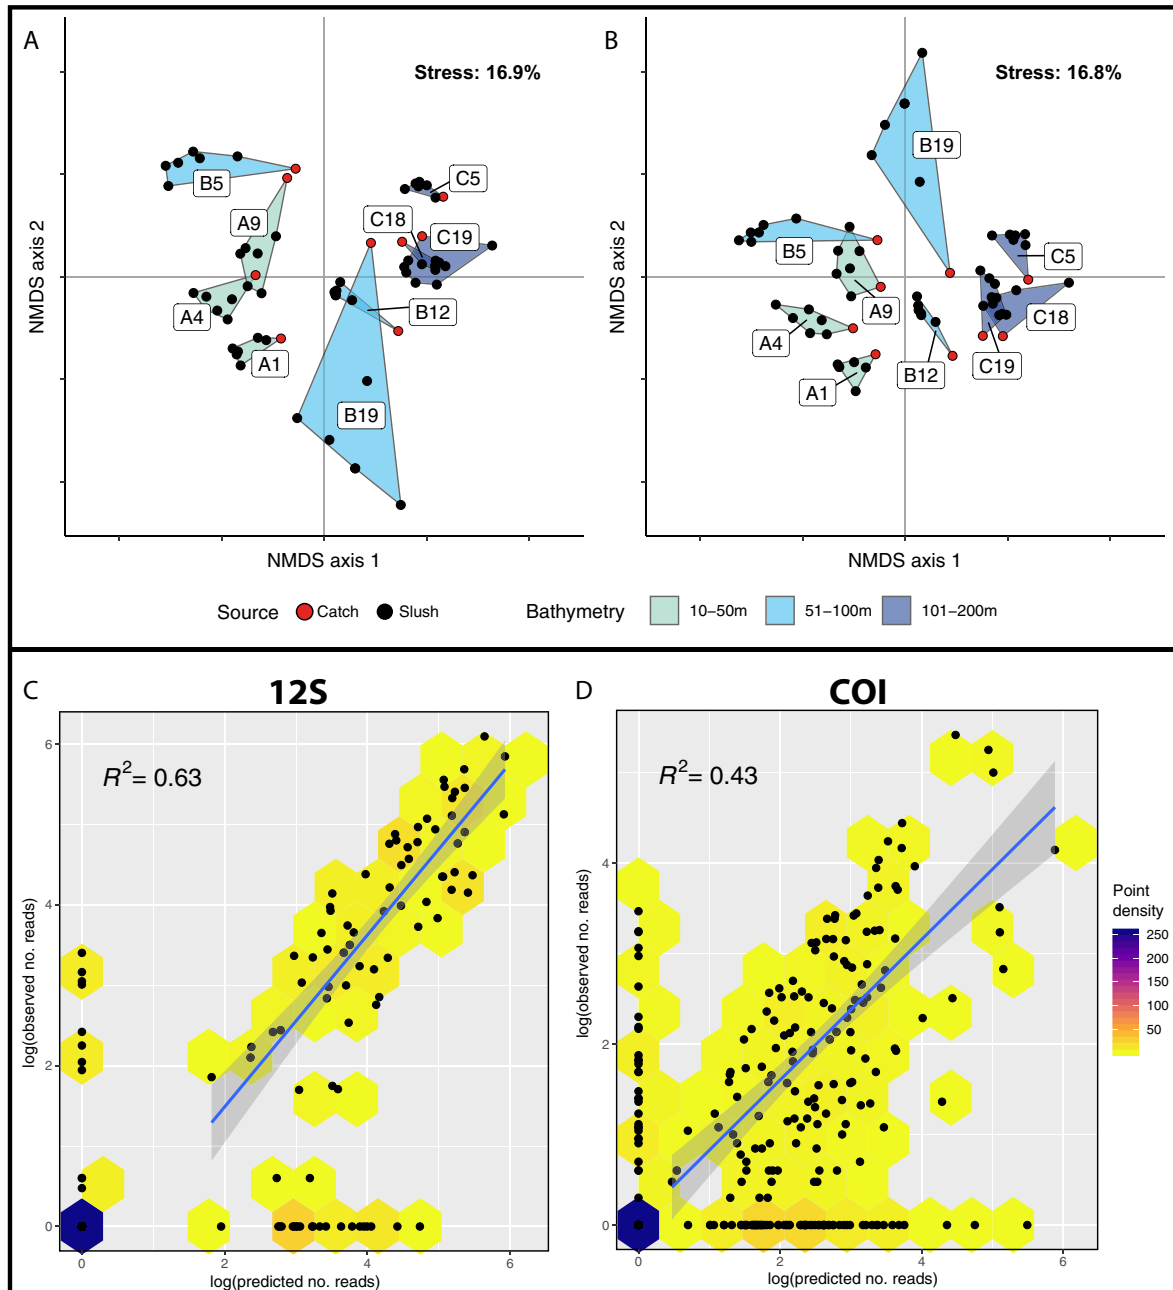 A
Stress: 16.9%
B5
A9
C5
C18
C19
A4
B12
A1
B19
NMDS axis 2
NMDS axis 1
B
Stress: 16.8%
B19
B5
C5
A9
A4
C18
B12
C19
A1
NMDS axis 2
NMDS axis 1
Source
Catch
Slush
Bathymetry
10–50m
51–100m
101–200m
C
12S
R²= 0.63
6
4
2
0
0
2
4
6
log(observed no. reads)
log(predicted no. reads)
D
COI
R²= 0.43
4
2
0
0
2
4
6
log(observed no. reads)
log(predicted no. reads)
Point
density
250
200
150
100
50